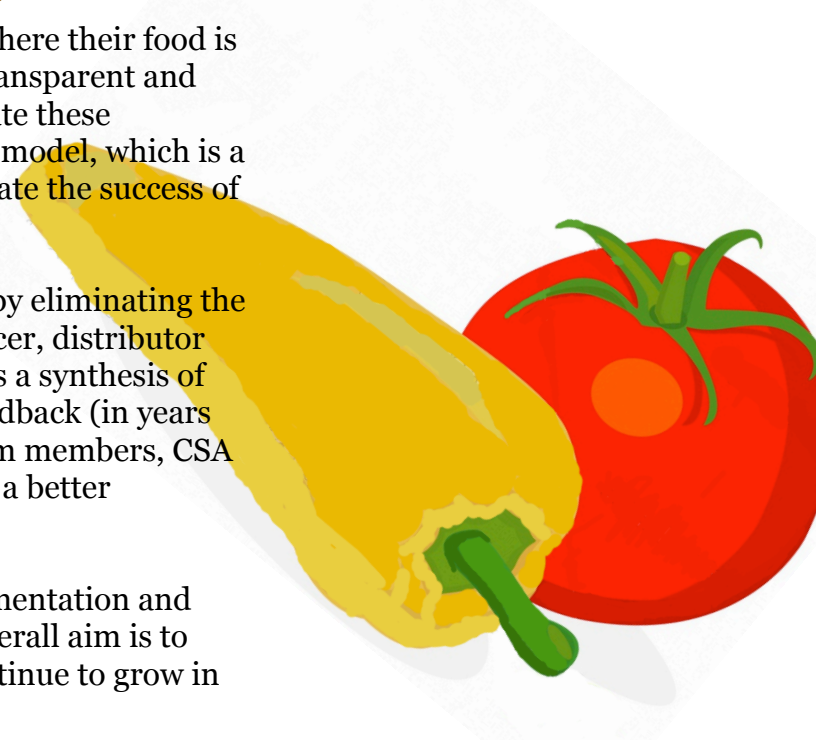 here their food is
ansparent and
te these
model, which is a
ate the success of
by eliminating the
cer, distributor
s a synthesis of
dback (in years
m members, CSA
a better
mentation and
erall aim is to
tinue to grow in